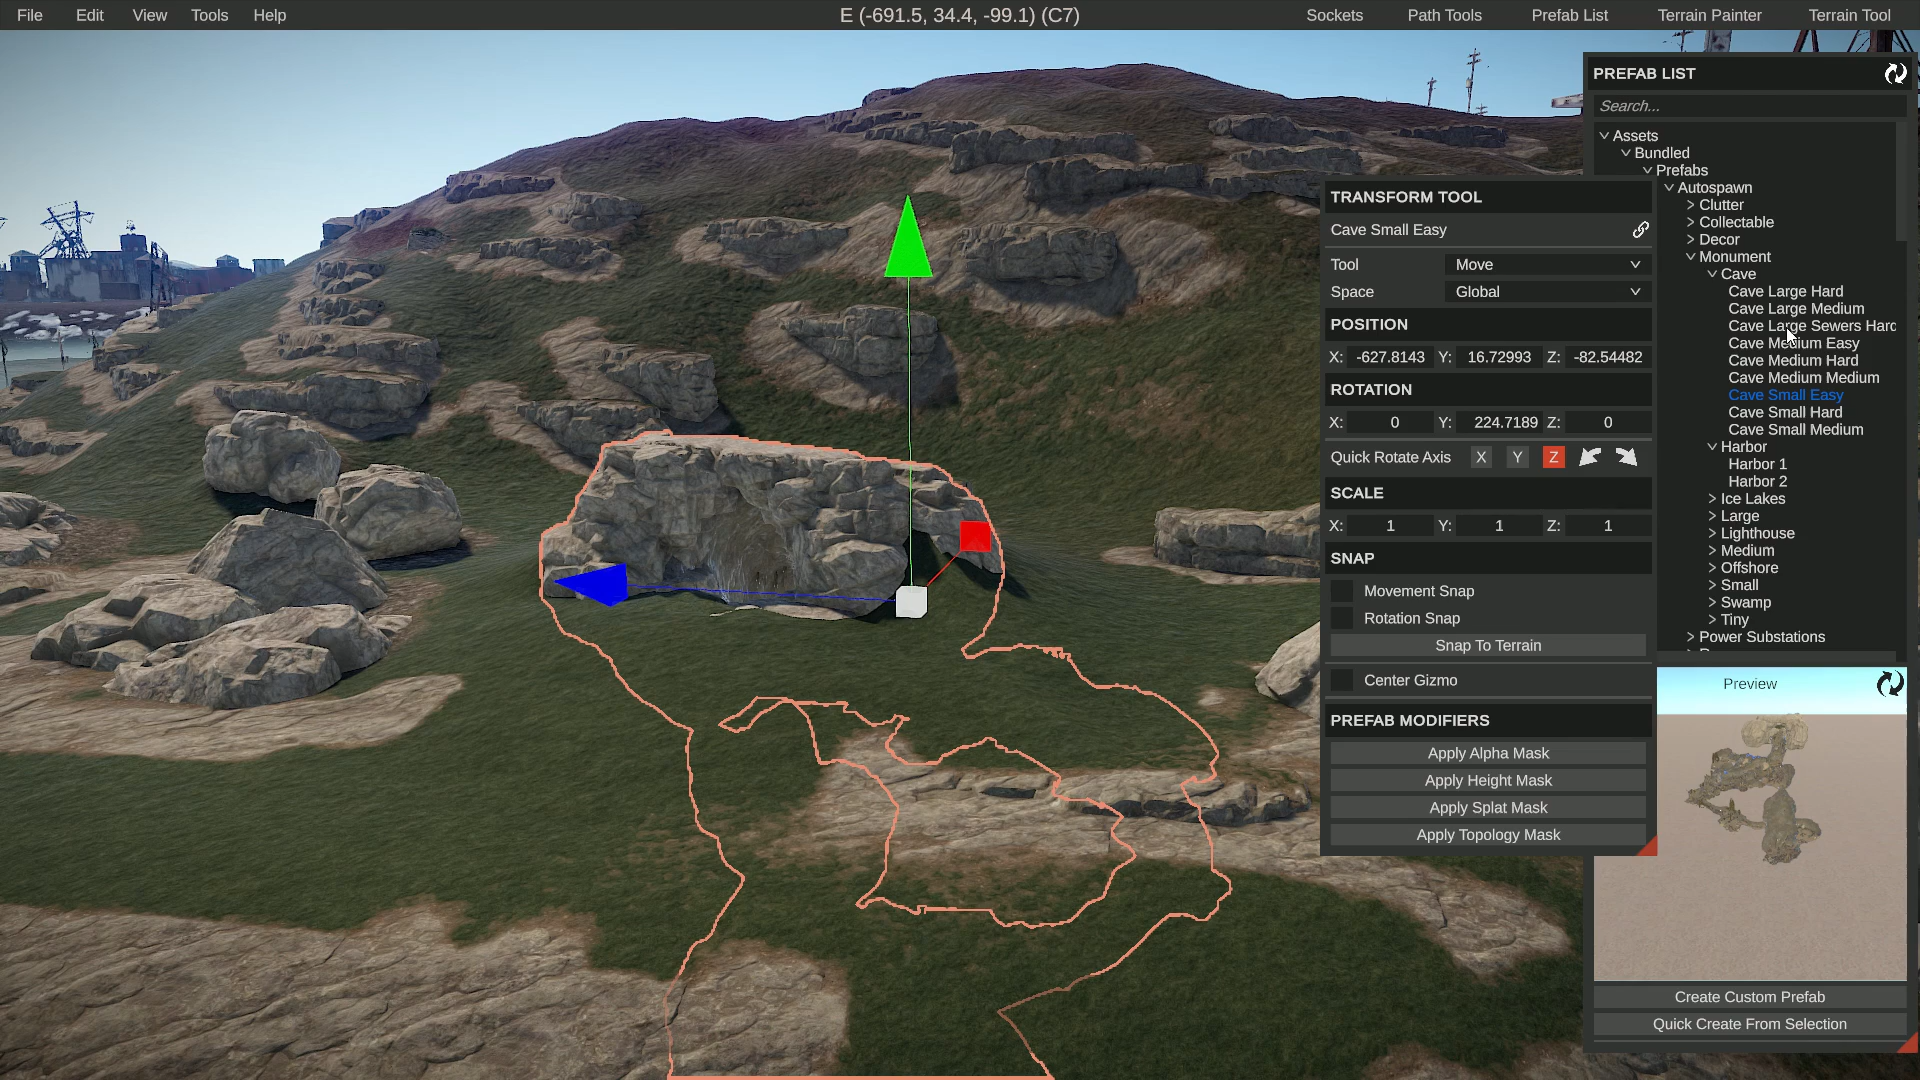 File Edit View Tools Help E (-691.5, 34.4, -99.1) (C7) Sockets Path Tools Prefab List Terrain Painter Terrain Tool
PREFAB LIST
Search...
Assets
Bundled
Prefabs
Autospawn
Clutter
Collectable
Decor
Monument
Cave
Cave Large Hard
Cave Large Medium
Cave Large Sewers Hard
Cave Medium Easy
Cave Medium Hard
Cave Medium Medium
Cave Small Easy
Cave Small Hard
Cave Small Medium
Harbor
Harbor 1
Harbor 2
Ice Lakes
Large
Lighthouse
Medium
Offshore
Small
Swamp
Tiny
Power Substations
TRANSFORM TOOL
Cave Small Easy
Tool Move
Space Global
POSITION
X: -627.8143 Y: 16.72993 Z: -82.54482
ROTATION
X: 0 Y: 224.7189 Z: 0
Quick Rotate Axis X Y Z
SCALE
X: 1 Y: 1 Z: 1
SNAP
Movement Snap
Rotation Snap
Snap To Terrain
Center Gizmo
PREFAB MODIFIERS
Apply Alpha Mask
Apply Height Mask
Apply Splat Mask
Apply Topology Mask
Preview
Create Custom Prefab
Quick Create From Selection